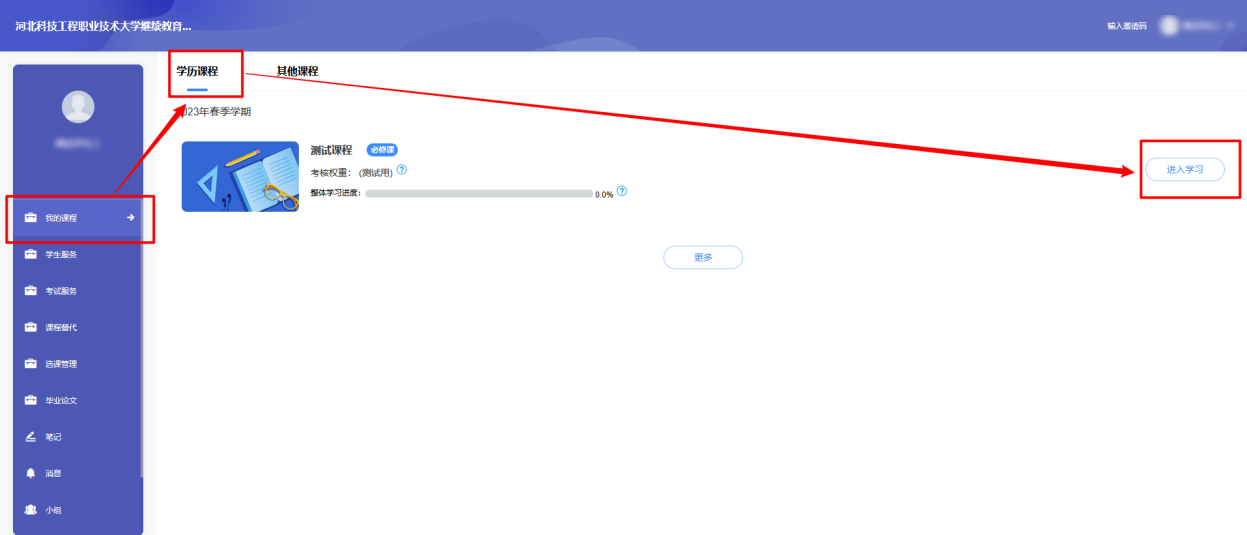 河北科技工程职业技术大学继续教育...
输入邀请码
学历课程
其他课程
2023年春季学期
测试课程
必修课
考核权重： (测试用)
整体学习进度：
0.0%
进入学习
更多
我的课程
学生服务
考试服务
课程替代
选课管理
毕业论文
笔记
消息
小组